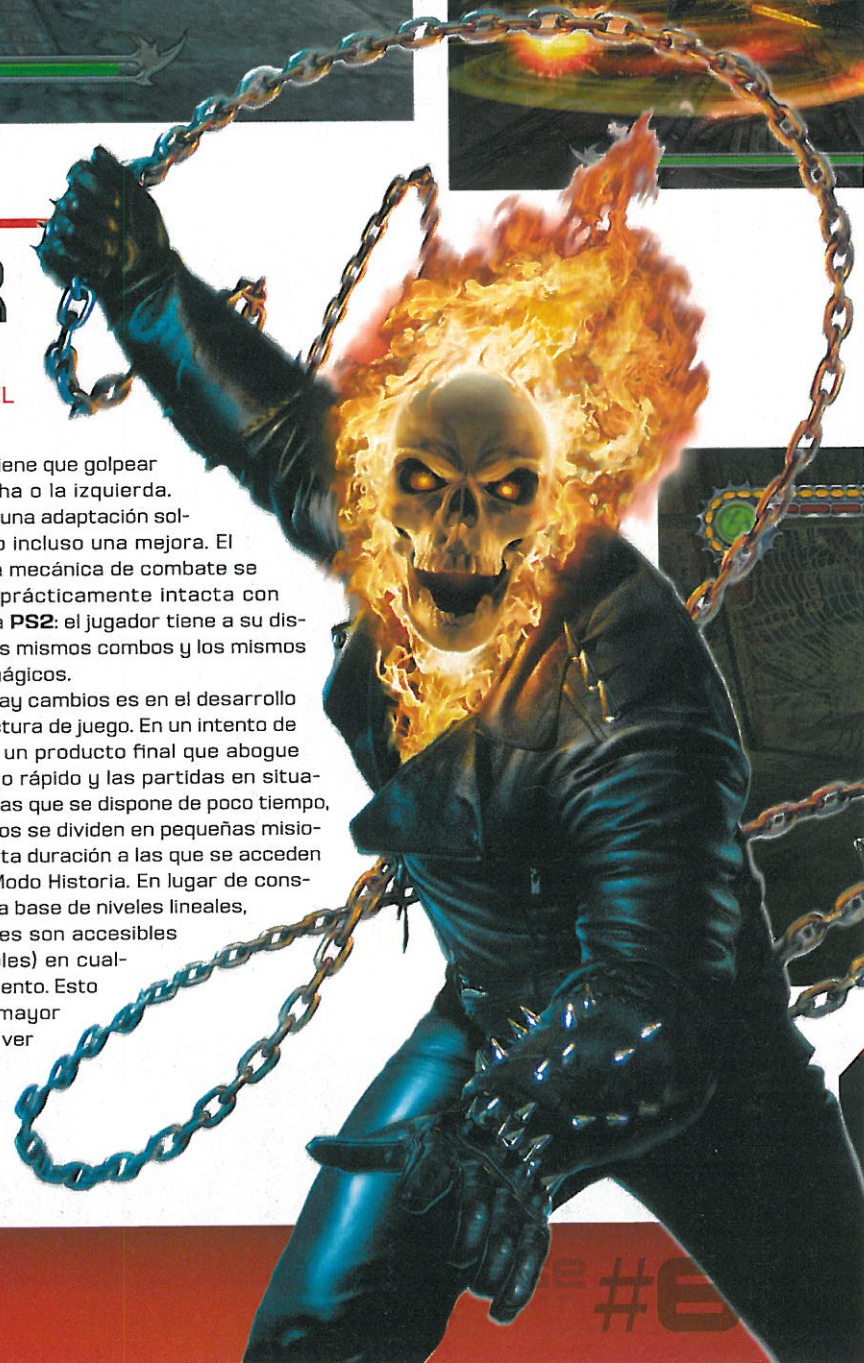 R
EL
iene que golpear
ha o la izquierda.
una adaptación sol-
o incluso una mejora. El
a mecánica de combate se
prácticamente intacta con
a PS2: el jugador tiene a su dis-
s mismos combos y los mismos
ágicos.
ay cambios es en el desarrollo
ctura de juego. En un intento de
un producto final que abogue
o rápido y las partidas en situa-
as que se dispone de poco tiempo,
os se dividen en pequeñas misio-
ta duración a las que se acceden
Modo Historia. En lugar de cons-
a base de niveles lineales,
es son accesibles
les) en cual-
ento. Esto
mayor
ver
#6